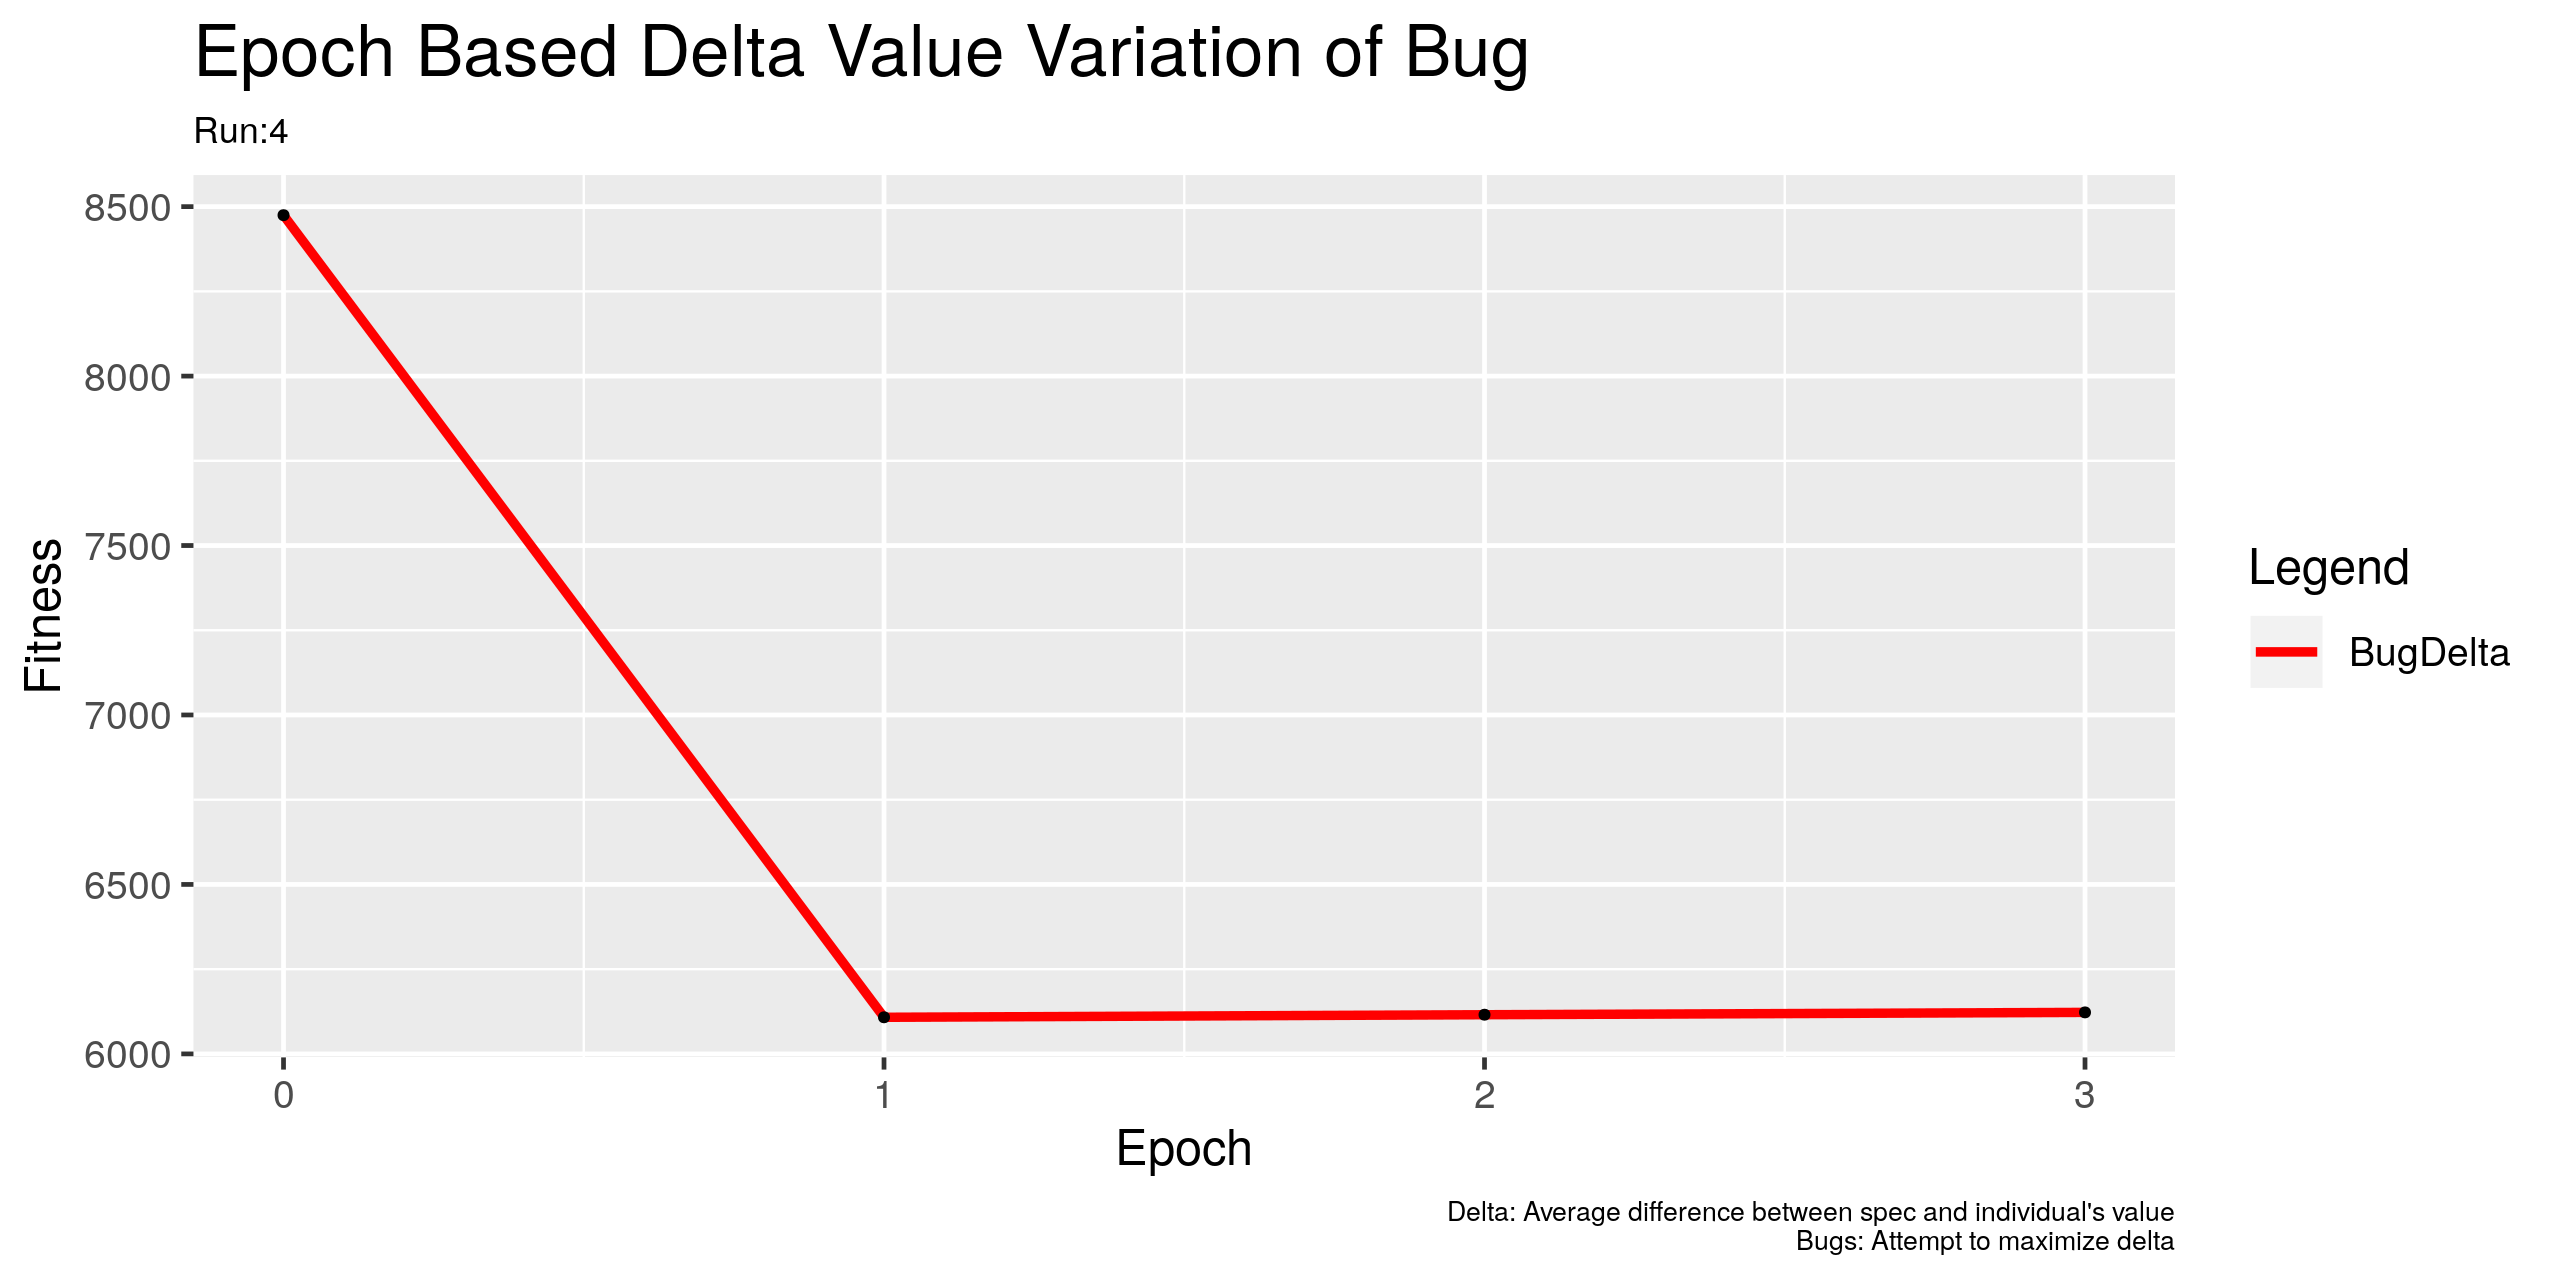 Epoch Based Delta Value Variation of Bug
Run:4
8500
8000
7500
7000
6500
6000
Fitness
0 1 2 3
Epoch
Legend
BugDelta
Delta: Average difference between spec and individual's value
Bugs: Attempt to maximize delta